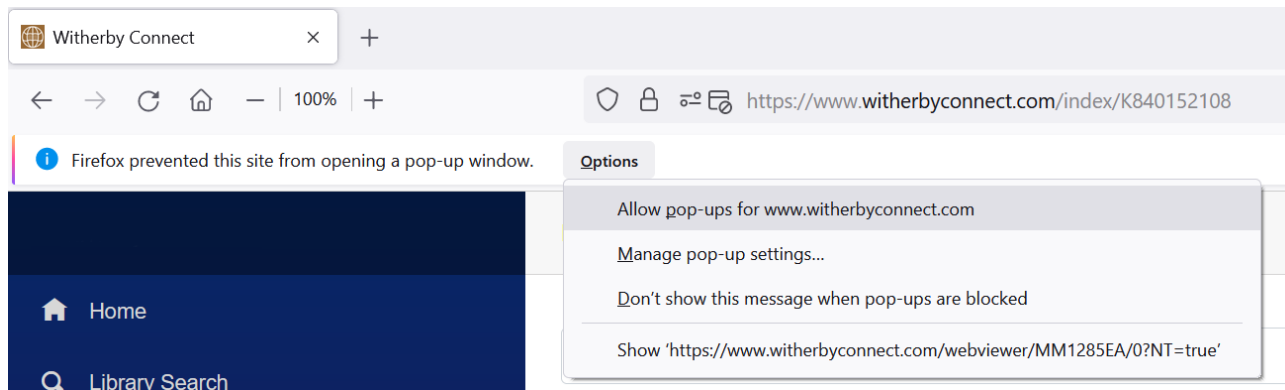 Witherby Connect
100%
https://www.witherbyconnect.com/index/K840152108
Firefox prevented this site from opening a pop-up window.
Options
Allow pop-ups for www.witherbyconnect.com
Manage pop-up settings...
Don’t show this message when pop-ups are blocked
Show ‘https://www.witherbyconnect.com/webviewer/MM1285EA/0?NT=true’
Home
Library Search